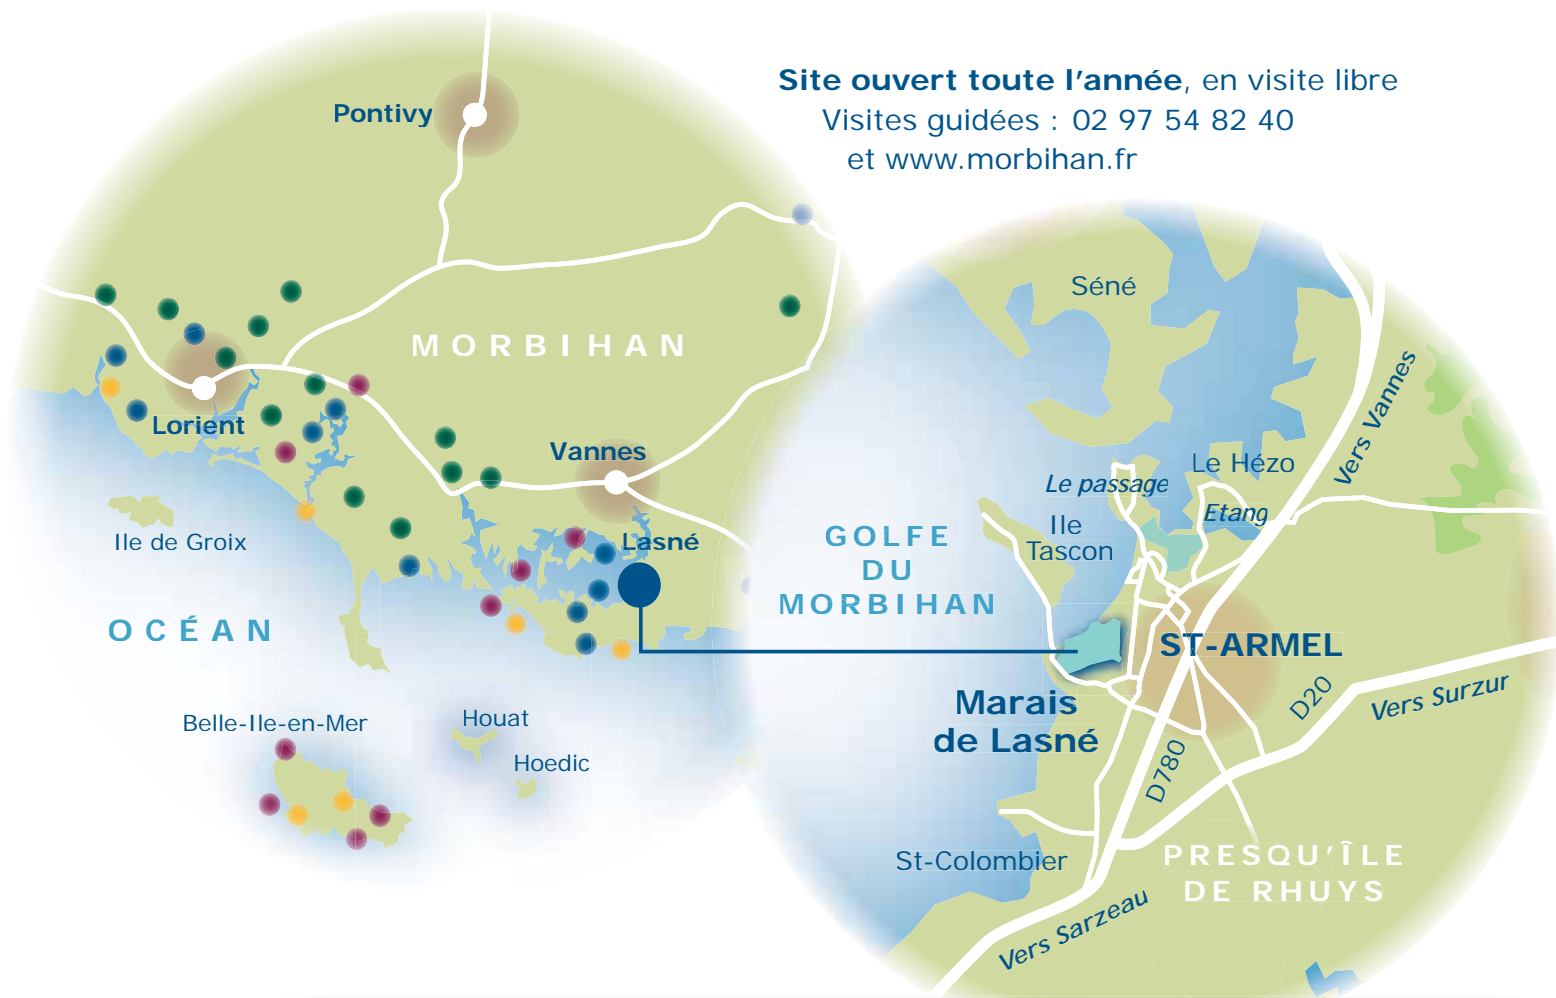 Site ouvert toute l'année, en visite libre
Visites guidées : 02 97 54 82 40
et www.morbihan.fr
Pontivy
MORBIHAN
Lorient
Vannes
Lasné
Ile de Groix
OCÉAN
Belle-Ile-en-Mer
Houat
Hoedic
Séné
Vers Vannes
Le Hézo
Le passage
Etang
Ile
Tascon
GOLFE
DU
MORBIHAN
ST-ARMEL
Marais
de Lasné
D20
Vers Surzur
D780
St-Colombier
PRESQU'ÎLE
DE RHUYS
Vers Sarzeau